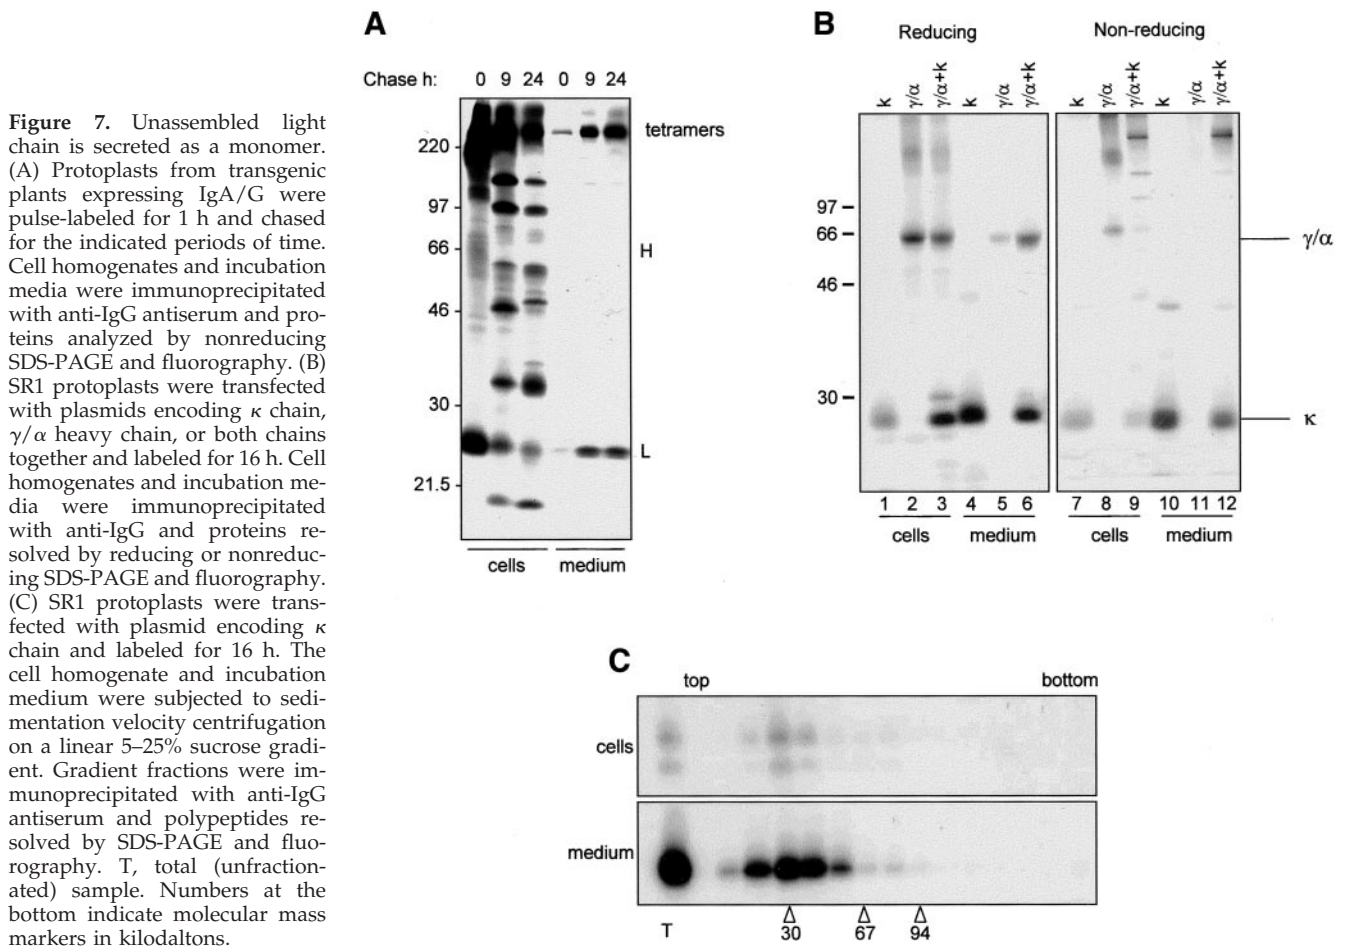 Figure 7. Unassembled light
chain is secreted as a monomer.
(A) Protoplasts from transgenic
plants expressing IgA/G were
pulse-labeled for 1 h and chased
for the indicated periods of time.
Cell homogenates and incubation
media were immunoprecipitated
with anti-IgG antiserum and pro-
teins analyzed by nonreducing
SDS-PAGE and fluorography. (B)
SR1 protoplasts were transfected
with plasmids encoding κ chain,
γ/α heavy chain, or both chains
together and labeled for 16 h. Cell
homogenates and incubation me-
dia were immunoprecipitated
with anti-IgG and proteins re-
solved by reducing or nonreduc-
ing SDS-PAGE and fluorography.
(C) SR1 protoplasts were trans-
fected with plasmid encoding κ
chain and labeled for 16 h. The
cell homogenate and incubation
medium were subjected to sedi-
mentation velocity centrifugation
on a linear 5–25% sucrose gradi-
ent. Gradient fractions were im-
munoprecipitated with anti-IgG
antiserum and polypeptides re-
solved by SDS-PAGE and fluo-
rography. T, total (unfraction-
ated) sample. Numbers at the
bottom indicate molecular mass
markers in kilodaltons.
A
Chase h: 0 9 24 0 9 24
tetramers
220
97
66
H
46
30
L
21.5
cells medium
B
Reducing Non-reducing
k γ/α γ/α+k k γ/α γ/α+k k γ/α γ/α+k k γ/α γ/α+k
97
66
γ/α
46
30
κ
1 2 3 4 5 6 7 8 9 10 11 12
cells medium cells medium
C
top bottom
cells
medium
T 30 67 94